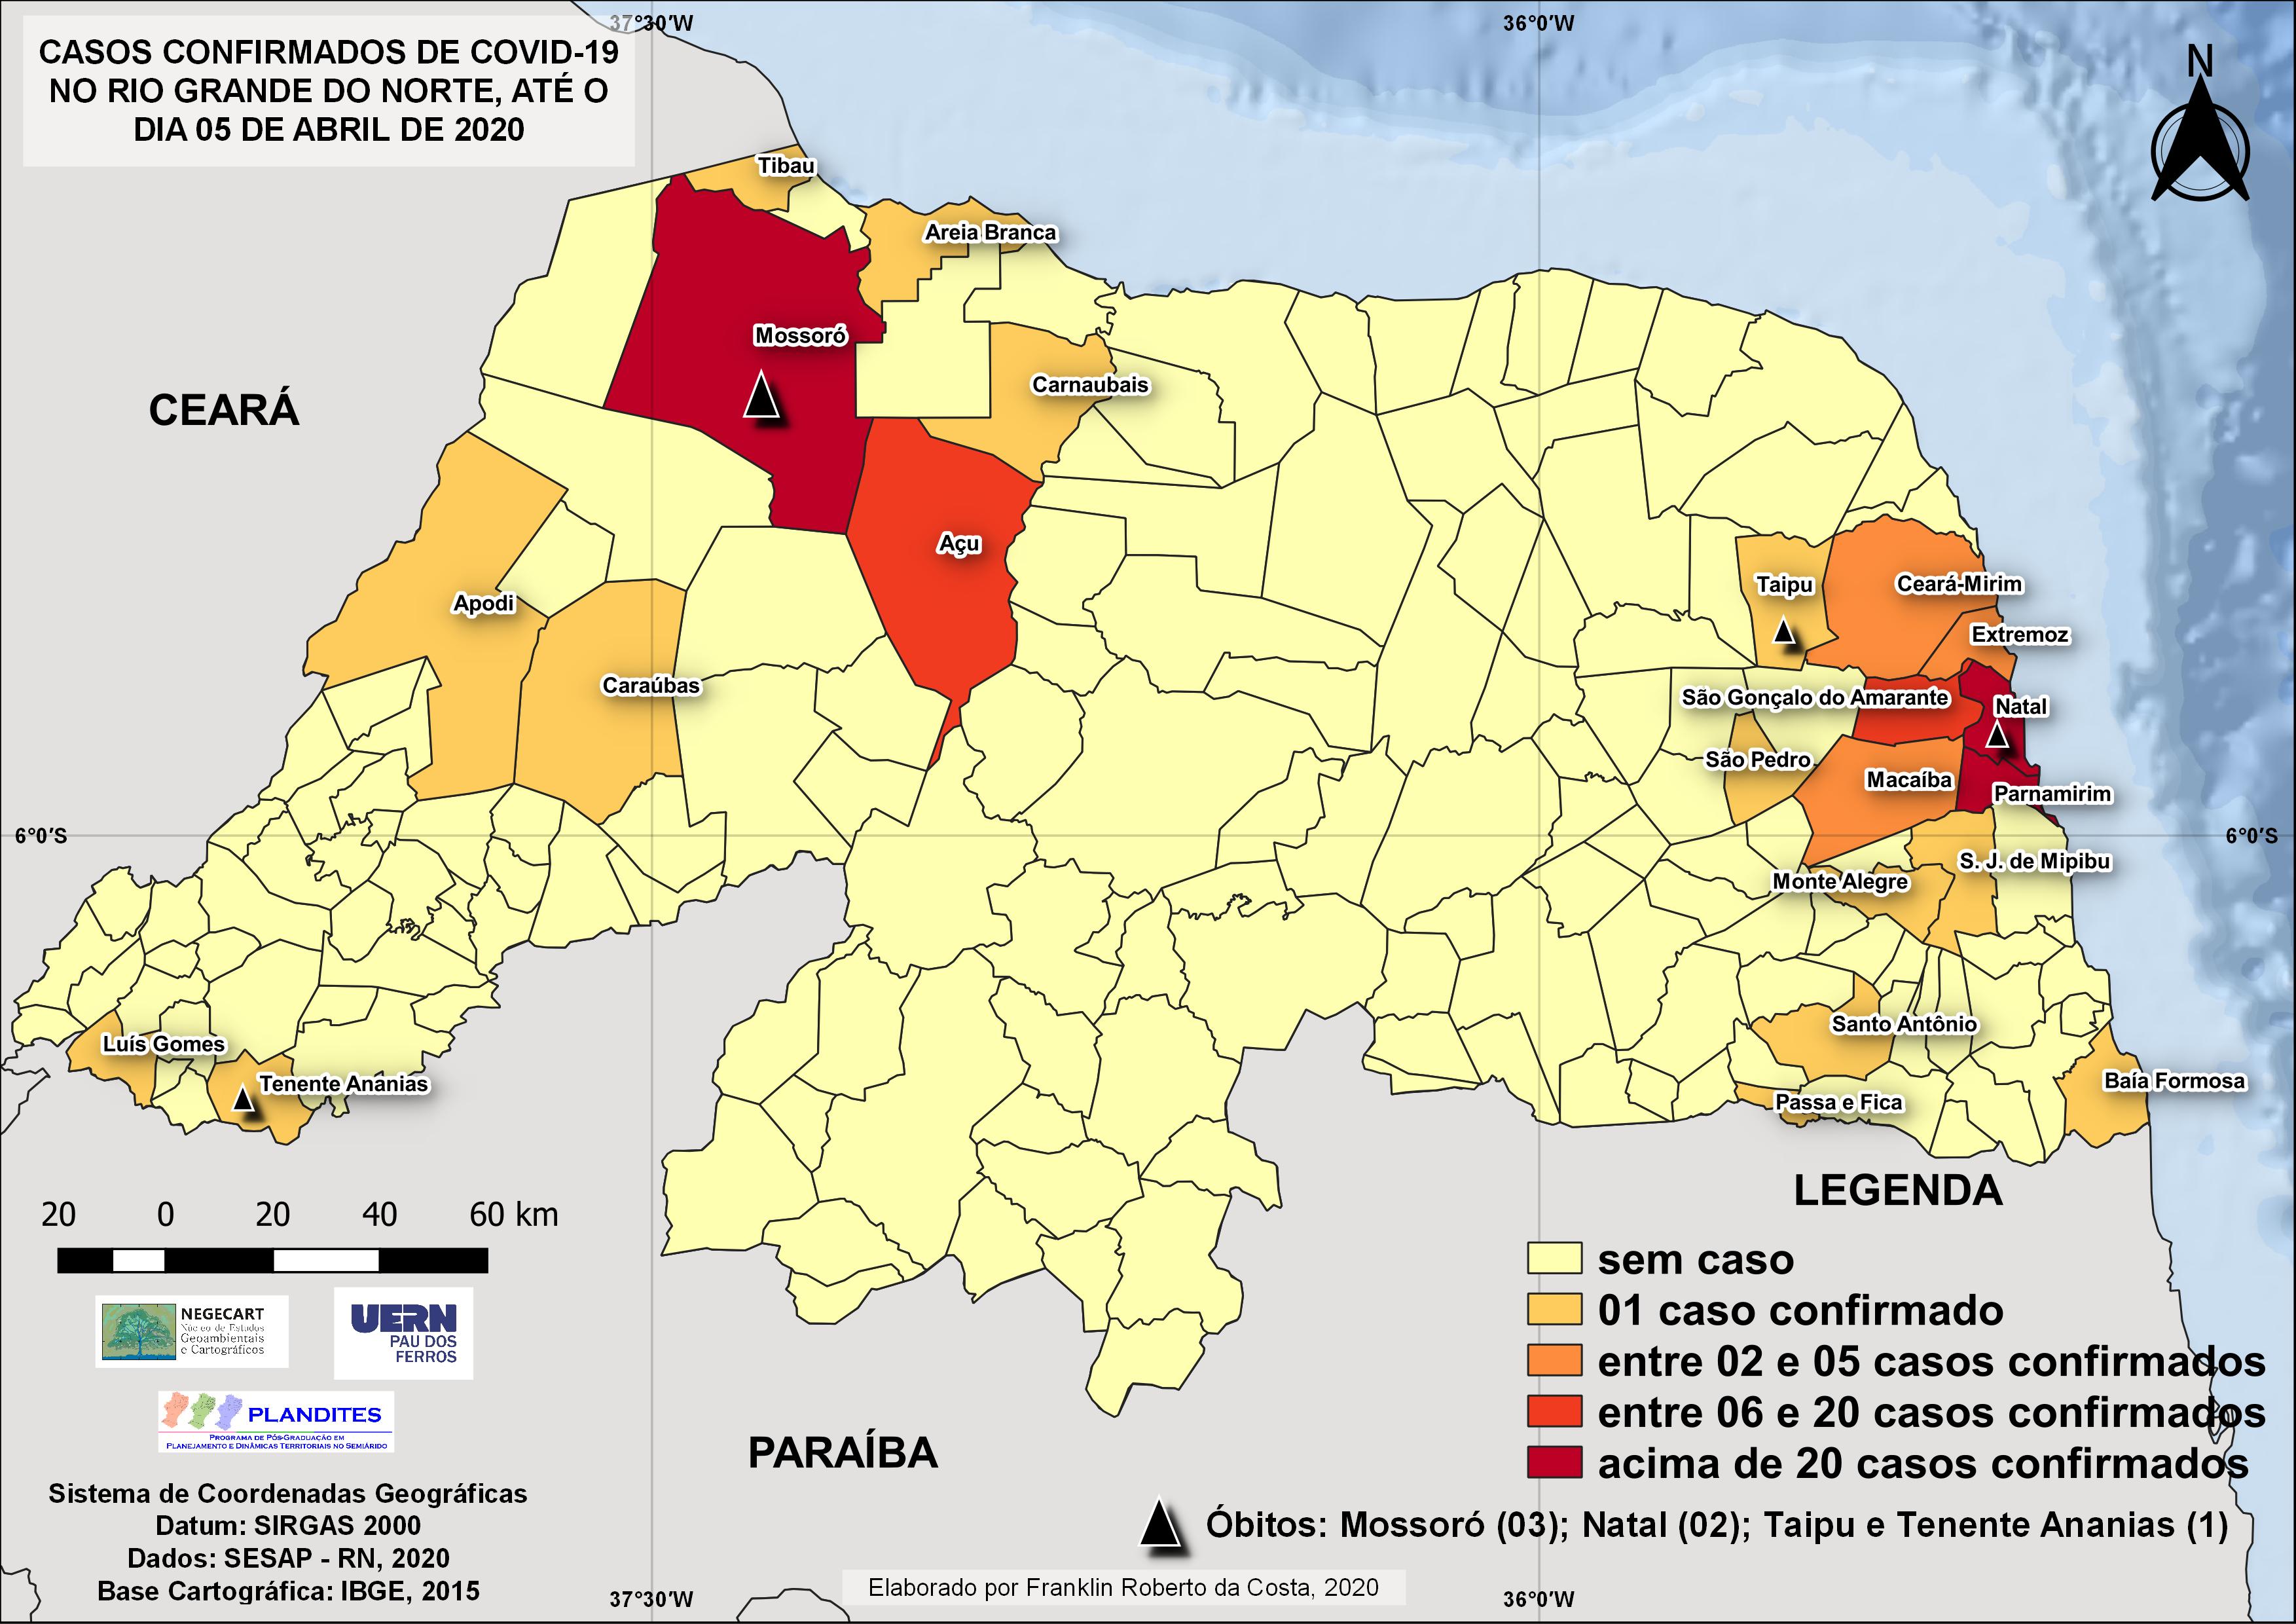 CASOS CONFIRMADOS DE COVID-19
NO RIO GRANDE DO NORTE, ATÉ O
DIA 05 DE ABRIL DE 2020
37°30'W
36°0'W
N
Tibau
Areia Branca
Mossoró
Carnaubais
CEARÁ
Açu
Apodi
Taipu
Ceará-Mirim
Extremoz
Caraúbas
São Gonçalo do Amarante
Natal
São Pedro
Macaíba
Parnamirim
6°0'S
6°0'S
S. J. de Mipibu
Monte Alegre
Santo Antônio
Luís Gomes
Tenente Ananias
Baía Formosa
Passa e Fica
LEGENDA
sem caso
01 caso confirmado
entre 02 e 05 casos confirmados
entre 06 e 20 casos confirmados
acima de 20 casos confirmados
Óbitos: Mossoró (03); Natal (02); Taipu e Tenente Ananias (1)
20 0 20 40 60 km
NEGECART
Núcleo de Estudos
Geoambientais
e Cartográficos
UERN
PAU DOS
FERROS
PLANDITES
PROGRAMA DE PÓS-GRADUAÇÃO EM
PLANEJAMENTO E DINÂMICAS TERRITORIAIS NO SEMIÁRIDO
PARAÍBA
Sistema de Coordenadas Geográficas
Datum: SIRGAS 2000
Dados: SESAP - RN, 2020
Base Cartográfica: IBGE, 2015
Elaborado por Franklin Roberto da Costa, 2020
37°30'W
36°0'W